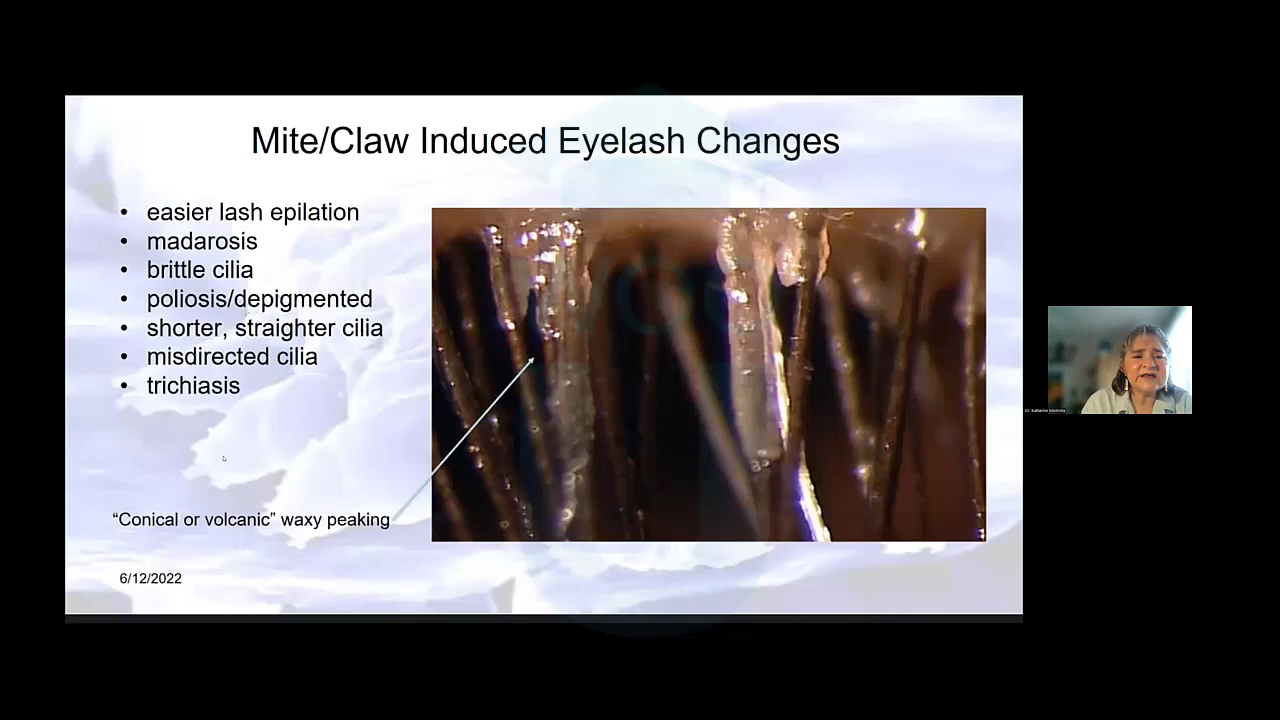 Mite/Claw Induced Eyelash Changes
• easier lash epilation
• madarosis
• brittle cilia
• poliosis/depigmented
• shorter, straighter cilia
• misdirected cilia
• trichiasis
“Conical or volcanic” waxy peaking
6/12/2022
Dr. Katherine